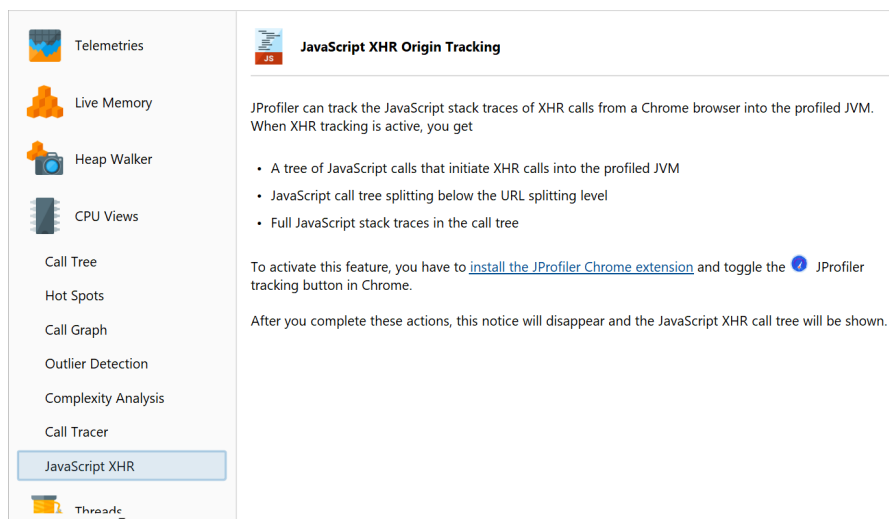 Telemetries
Live Memory
Heap Walker
CPU Views
Call Tree
Hot Spots
Call Graph
Outlier Detection
Complexity Analysis
Call Tracer
JavaScript XHR
Threads
JS
JavaScript XHR Origin Tracking
JProfiler can track the JavaScript stack traces of XHR calls from a Chrome browser into the profiled JVM.
When XHR tracking is active, you get
• A tree of JavaScript calls that initiate XHR calls into the profiled JVM
• JavaScript call tree splitting below the URL splitting level
• Full JavaScript stack traces in the call tree
To activate this feature, you have to install the JProfiler Chrome extension and toggle the JProfiler
tracking button in Chrome.
After you complete these actions, this notice will disappear and the JavaScript XHR call tree will be shown.